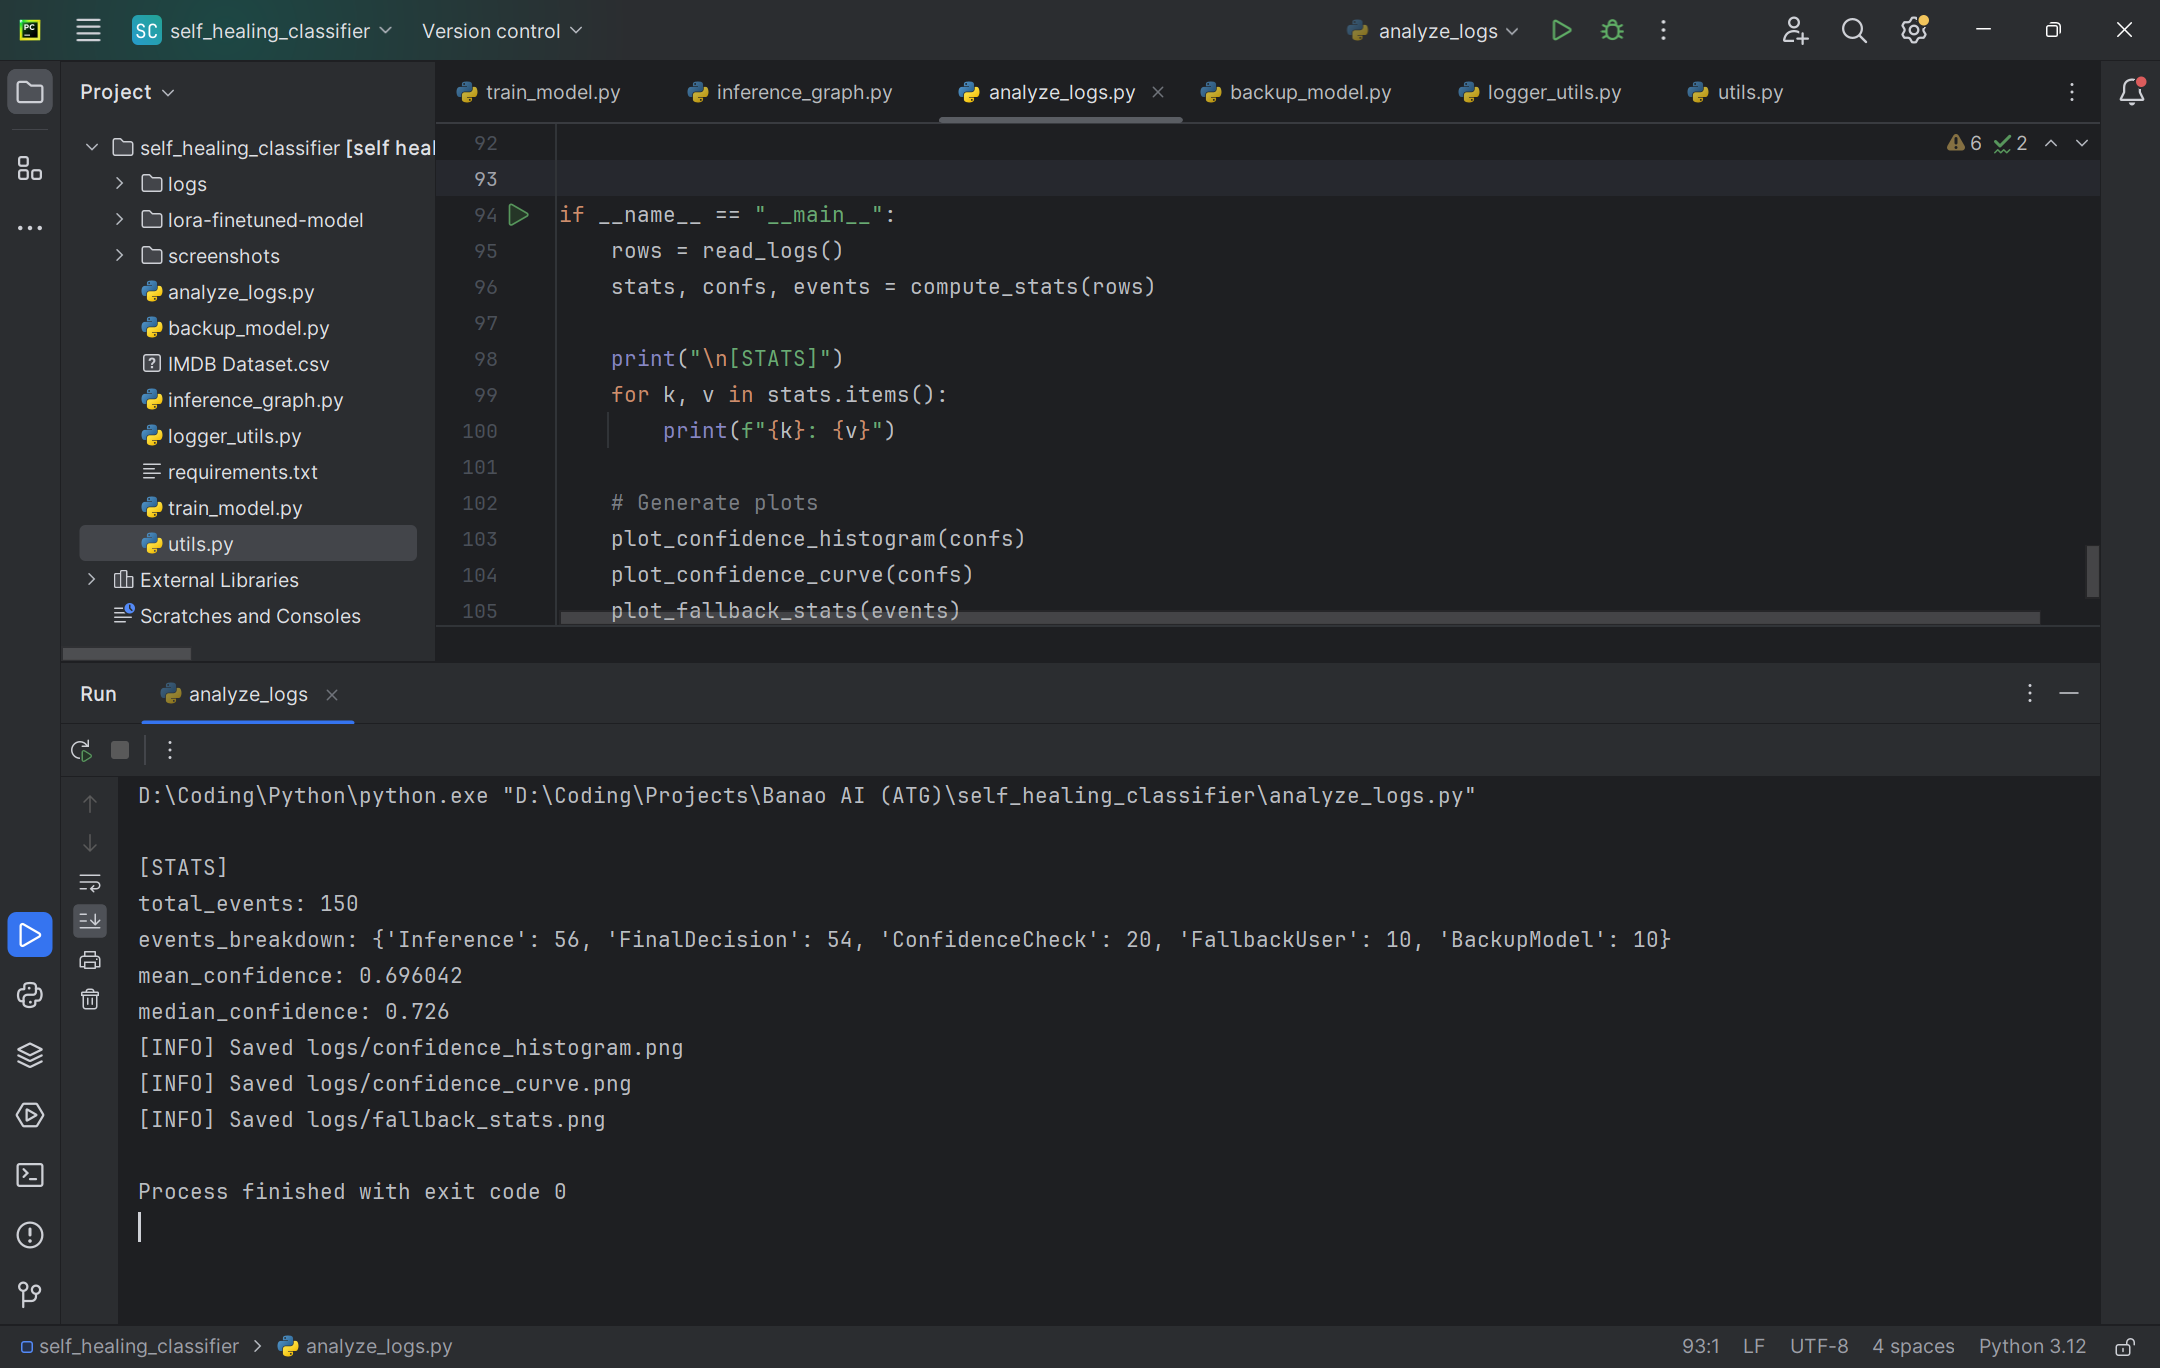 PC
SC self_healing_classifier Version control analyze_logs
Project
train_model.py inference_graph.py analyze_logs.py backup_model.py logger_utils.py utils.py
self_healing_classifier [self heal
logs
lora-finetuned-model
screenshots
analyze_logs.py
backup_model.py
IMDB Dataset.csv
inference_graph.py
logger_utils.py
requirements.txt
train_model.py
utils.py
External Libraries
Scratches and Consoles
6 2
92
93
94 if __name__ == "__main__":
95 rows = read_logs()
96 stats, confs, events = compute_stats(rows)
97
98 print("\n[STATS]")
99 for k, v in stats.items():
100 print(f"{k}: {v}")
101
102 # Generate plots
103 plot_confidence_histogram(confs)
104 plot_confidence_curve(confs)
105 plot_fallback_stats(events)
Run analyze_logs
D:\Coding\Python\python.exe "D:\Coding\Projects\Banao AI (ATG)\self_healing_classifier\analyze_logs.py"
[STATS]
total_events: 150
events_breakdown: {'Inference': 56, 'FinalDecision': 54, 'ConfidenceCheck': 20, 'FallbackUser': 10, 'BackupModel': 10}
mean_confidence: 0.696042
median_confidence: 0.726
[INFO] Saved logs/confidence_histogram.png
[INFO] Saved logs/confidence_curve.png
[INFO] Saved logs/fallback_stats.png
Process finished with exit code 0
self_healing_classifier > analyze_logs.py 93:1 LF UTF-8 4 spaces Python 3.12